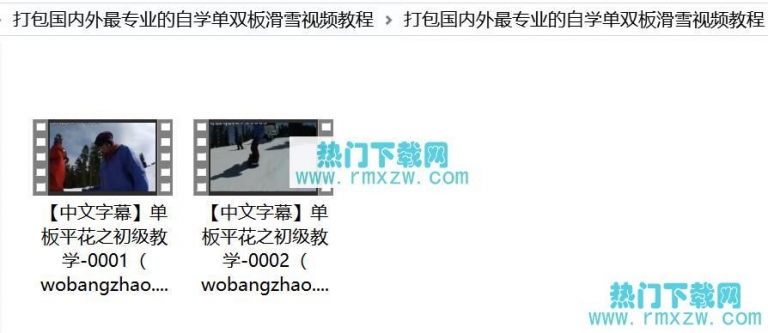 打包国内外最专业的自学单双板滑雪视频教程 › 打包国内外最专业的自学单双板滑雪视频教程
热门下载网
www.rmxzw.com
【中文字幕】单
板平花之初级教
学-0001（
wobangzhao....
【中文字幕】单
板平花之初级教
学-0002（
wobangzhao....
热门下载网
www.rmxzw.com